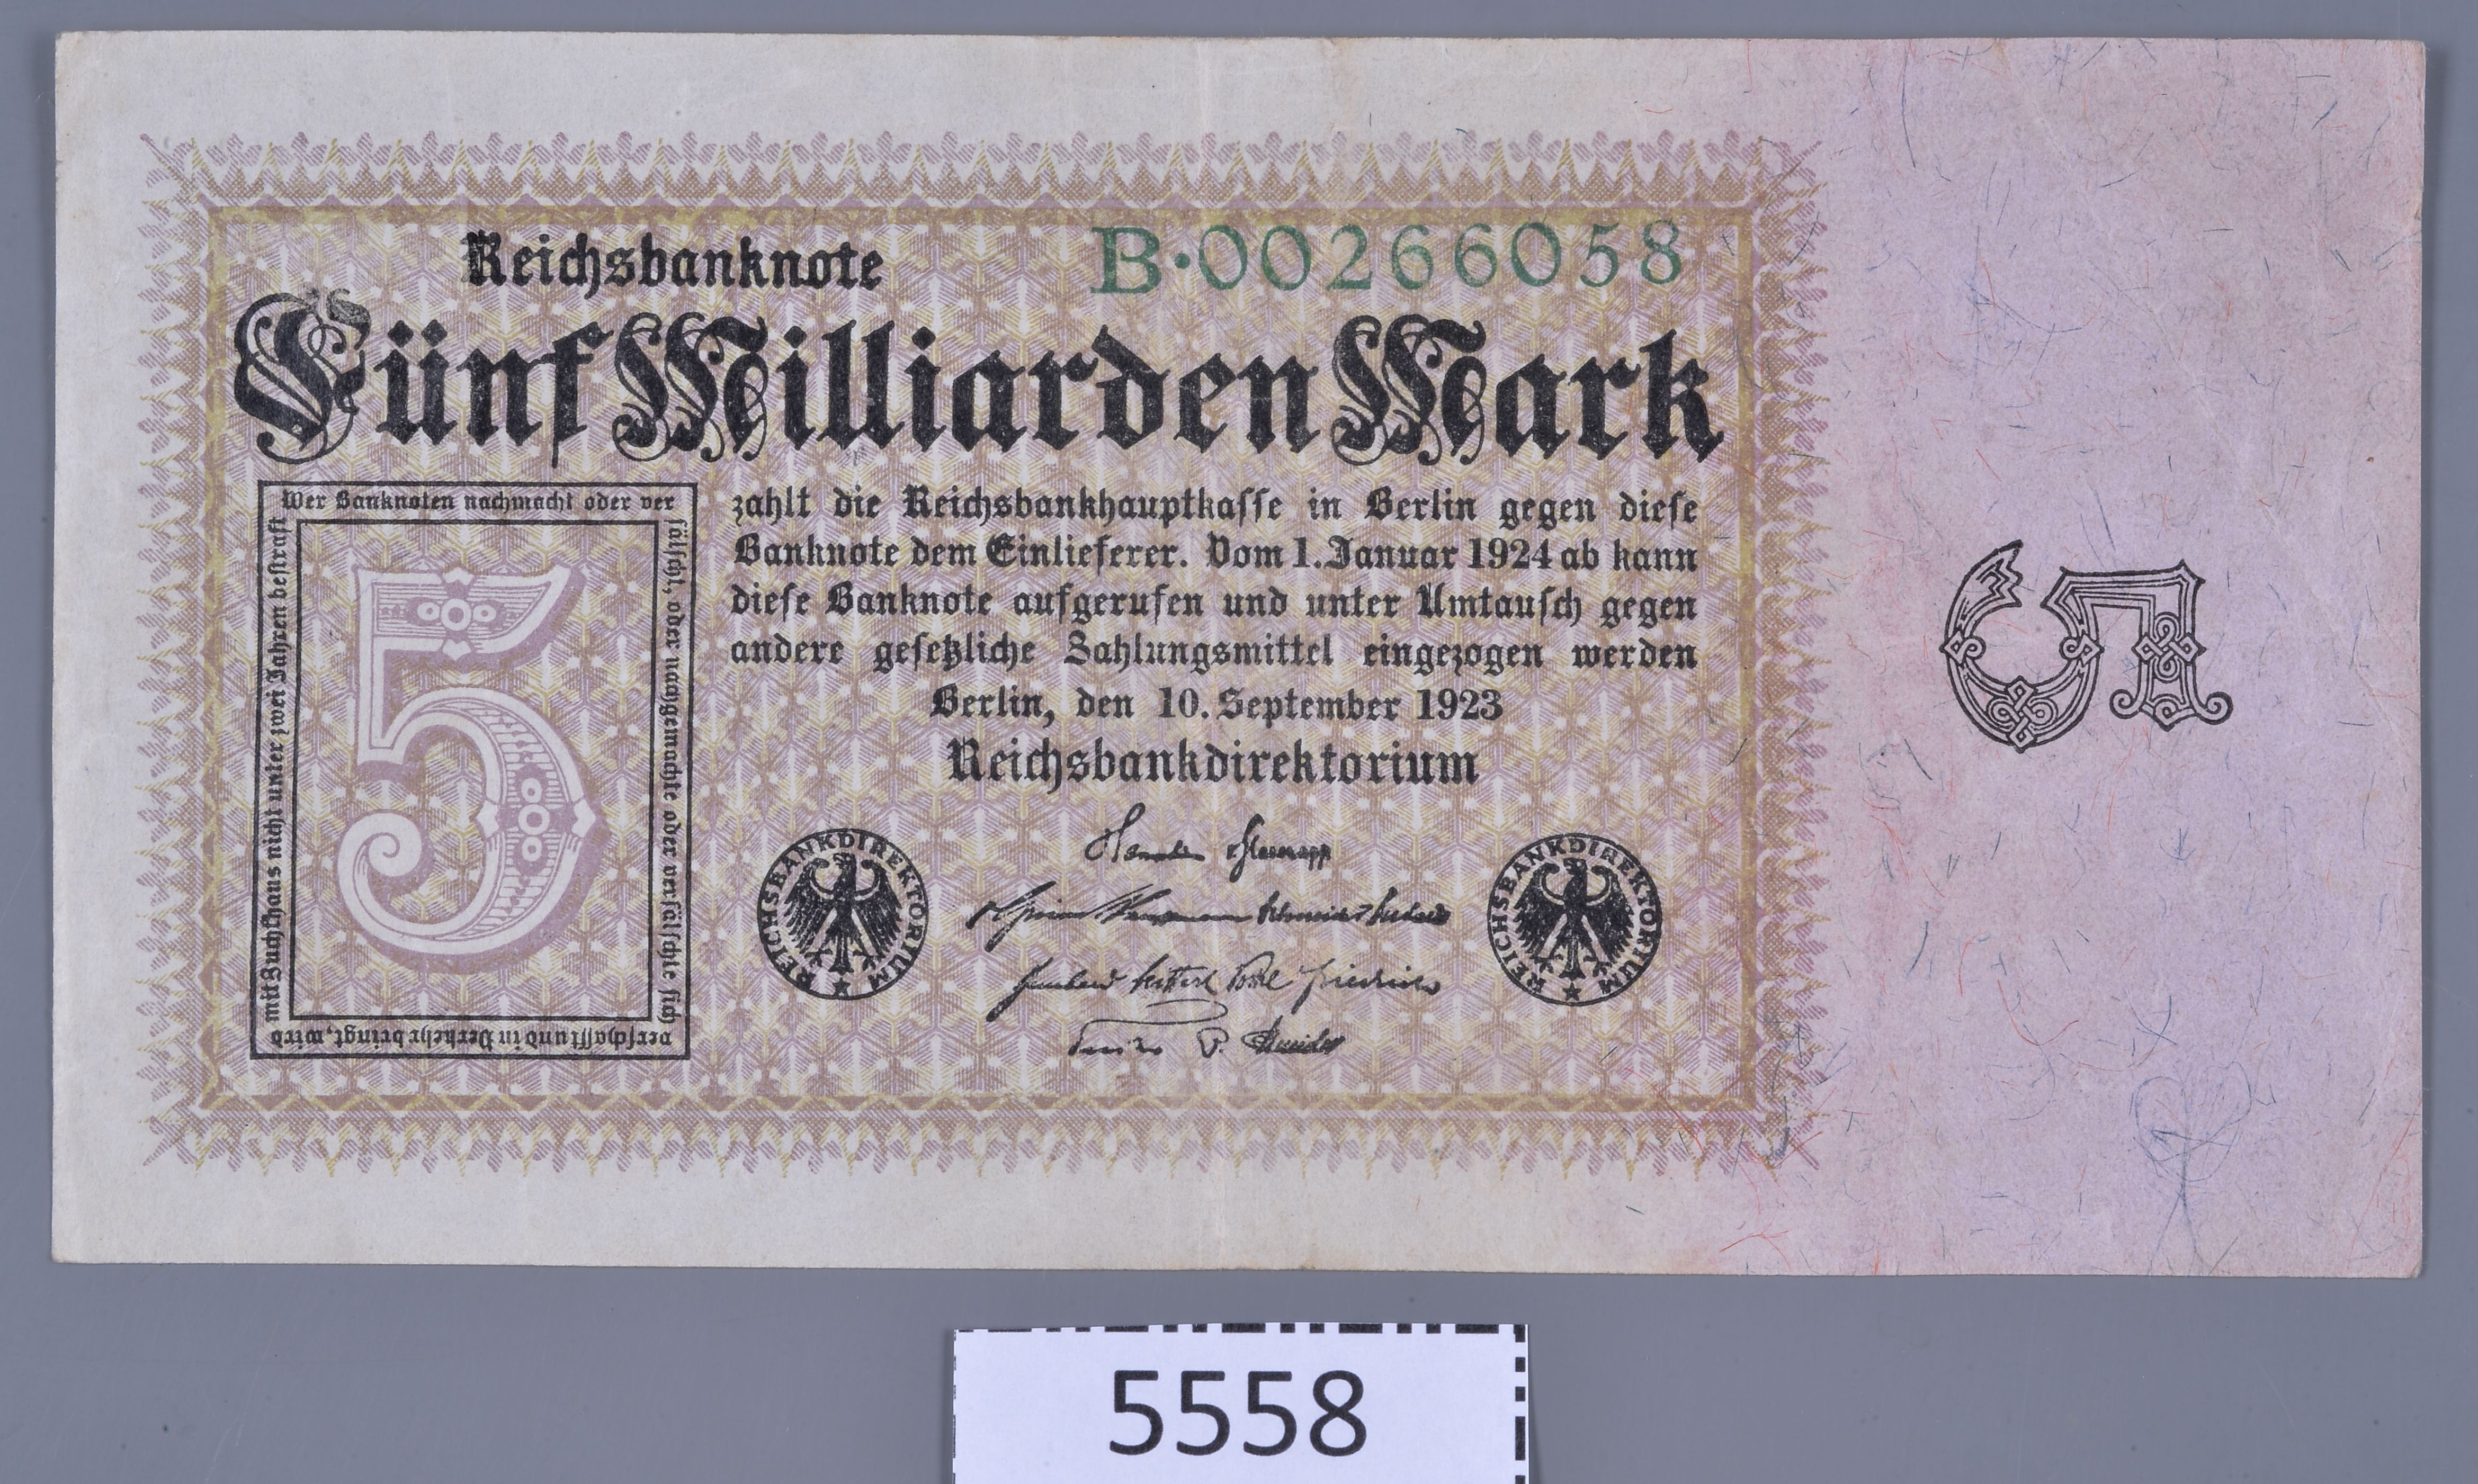 Reichsbanknote
B·00266058
Fünf Milliarden Mark
Wer Banknoten nachmacht oder ver
fälscht, oder nachgemachte oder verfälschte sich
verschafft und in Verkehr bringt, wird
mit Zuchthaus nicht unter zwei Jahren bestraft
5
zahlt die Reichsbankhauptkasse in Berlin gegen diese
Banknote dem Einlieferer. Vom 1. Januar 1924 ab kann
diese Banknote aufgerufen und unter Umtausch gegen
andere gesetzliche Zahlungsmittel eingezogen werden
Berlin, den 10. September 1923
Reichsbankdirektorium
REICHSBANKDIREKTORIUM
REICHSBANKDIREKTORIUM
5
5558